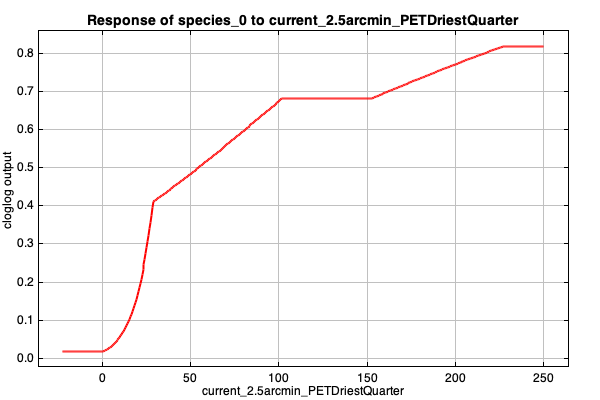 Response of species_0 to current_2.5arcmin_PETDriestQuarter
cloglog output
0.8
0.7
0.6
0.5
0.4
0.3
0.2
0.1
0.0
0 50 100 150 200 250
current_2.5arcmin_PETDriestQuarter